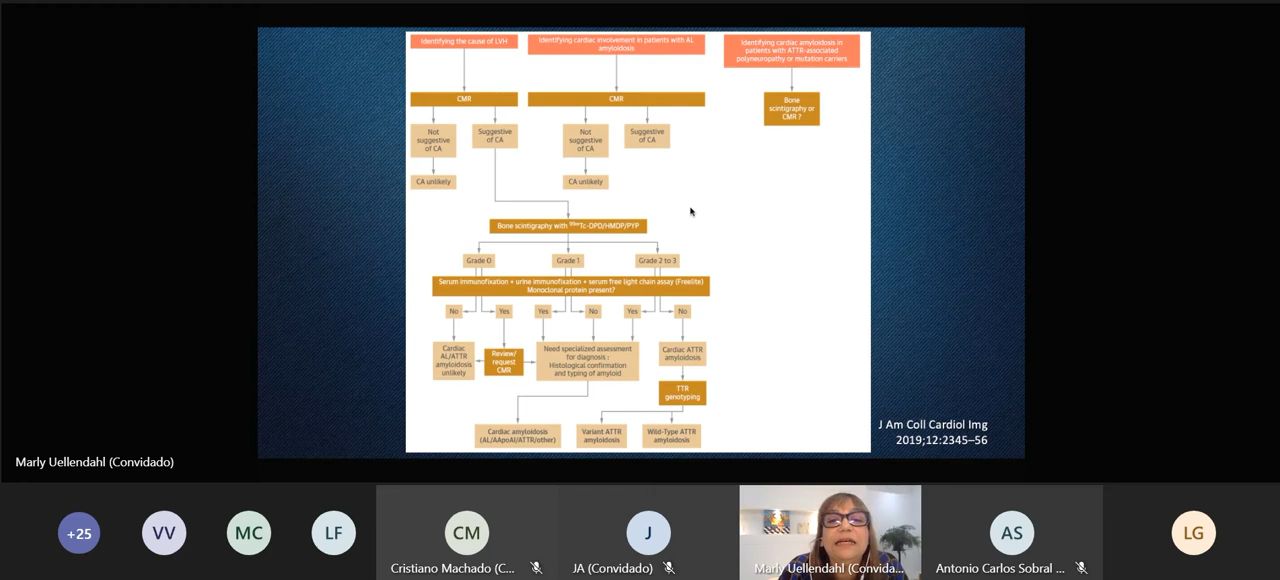 Identifying the cause of LVH
Identifying cardiac involvement in patients with AL
amyloidosis
Identifying cardiac amyloidosis in
patients with ATTR-associated
polyneuropathy or mutation carriers
CMR
CMR
Bone
scintigraphy or
CMR ?
Not
suggestive
of CA
Suggestive
of CA
Not
suggestive
of CA
Suggestive
of CA
CA unlikely
CA unlikely
Bone scintigraphy with 99mTc-DPD/HMDP/PYP
Grade 0
Grade 1
Grade 2 to 3
Serum immunofixation + urine immunofixation + serum free light chain assay (Freelite)
Monoclonal protein present?
No
Yes
Yes
No
Yes
No
Cardiac
AL/ATTR
amyloidosis
unlikely
Review/
request
CMR
Need specialized assessment
for diagnosis :
Histological confirmation
and typing of amyloid
Cardiac ATTR
amyloidosis
TTR
genotyping
Cardiac amyloidosis
(AL/AApoAI/ATTR/other)
Variant ATTR
amyloidosis
Wild-Type ATTR
amyloidosis
J Am Coll Cardiol Img
2019;12:2345–56
Marly Uellendahl (Convidado)
+25
VV
MC
LF
CM
Cristiano Machado (C...
J
JA (Convidado)
Marly Uellendahl (Convida...
AS
Antonio Carlos Sobral ...
LG